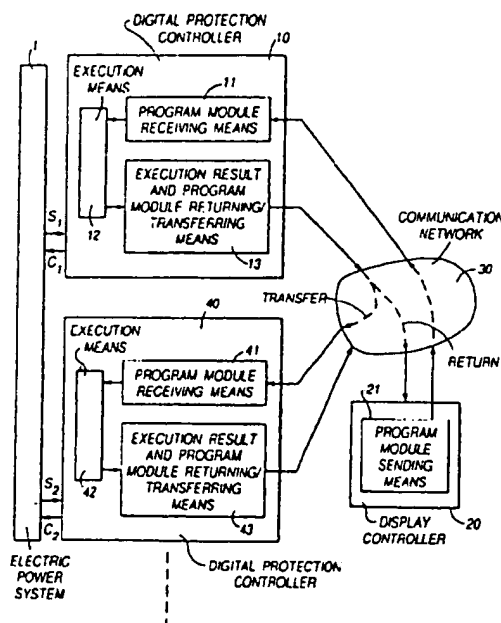 DIGITAL PROTECTION
CONTROLLER
1
10
EXECUTION
MEANS
11
PROGRAM MODULE
RECEIVING MEANS
EXECUTION RESULT
AND PROGRAM
MODULE RETURNING/
TRANSFERRING
MEANS
12
13
S1
C1
COMMUNICATION
NETWORK
30
TRANSFER
RETURN
40
EXECUTION
MEANS
41
PROGRAM MODULE
RECEIVING MEANS
EXECUTION RESULT
AND PROGRAM
MODULE RETURNING/
TRANSFERRING
MEANS
42
43
S2
C2
21
PROGRAM
MODULE
SENDING
MEANS
DISPLAY
CONTROLLER
20
ELECTRIC
POWER
SYSTEM
DIGITAL PROTECTION
CONTROLLER